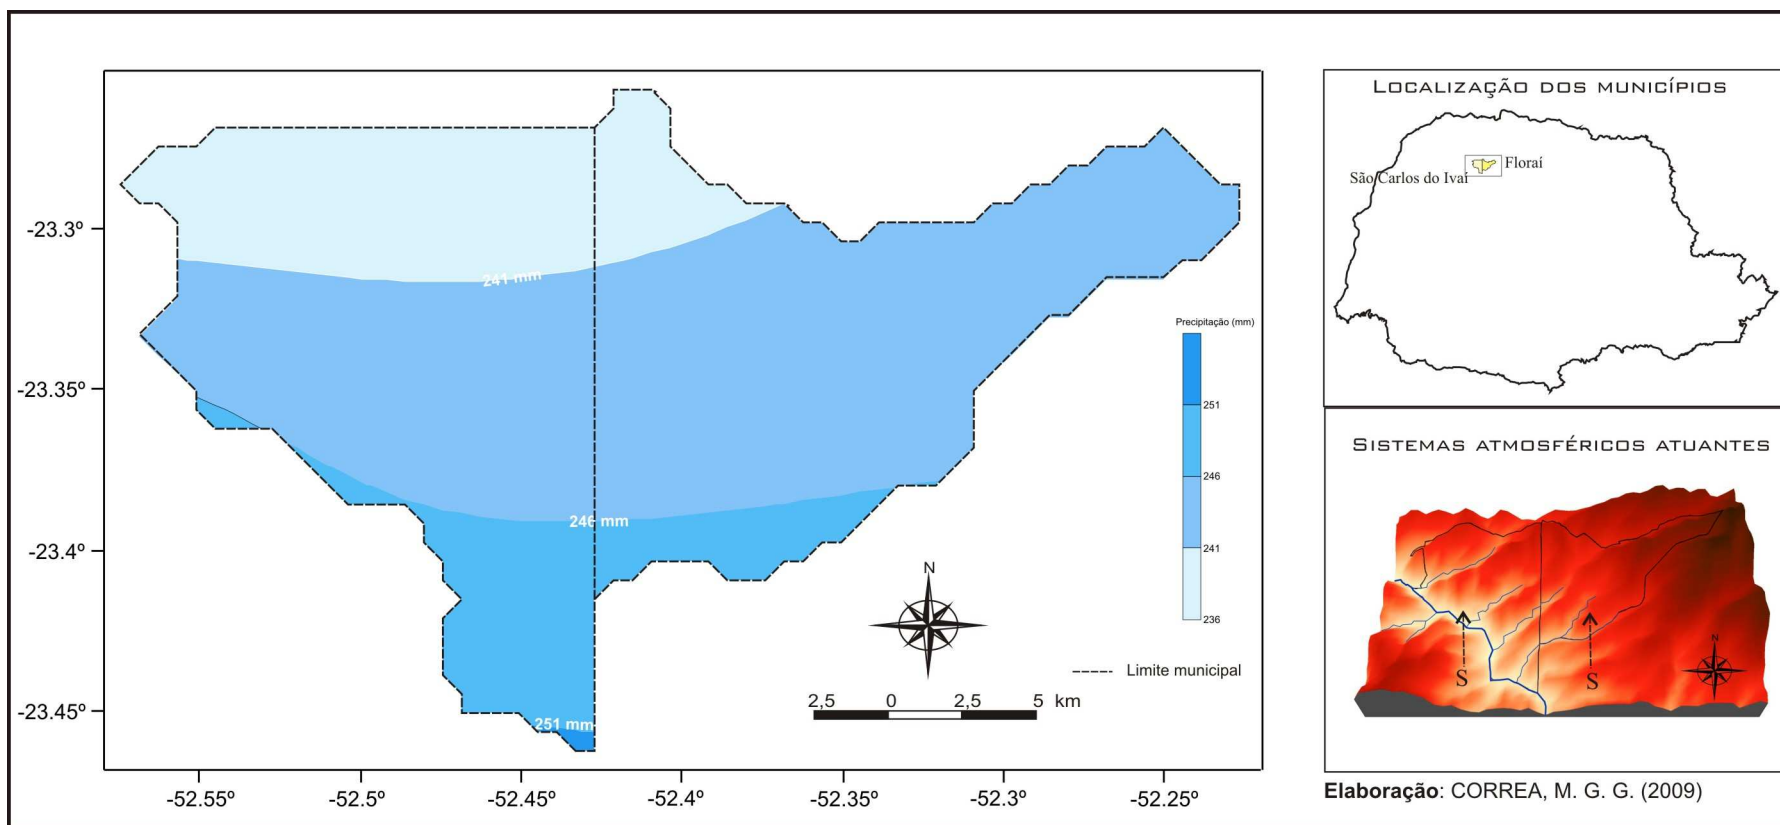 -23.3º
-23.35º
-23.4º
-23.45º
-52.55º
-52.5º
-52.45º
-52.4º
-52.35º
-52.3º
-52.25º
241 mm
246 mm
251 mm
Precipitação (mm)
251
246
241
236
N
Limite municipal
2,5 0 2,5 5 km
LOCALIZAÇÃO DOS MUNICÍPIOS
Floraí
São Carlos do Ivaí
SISTEMAS ATMOSFÉRICOS ATUANTES
N
S
S
Elaboração: CORREA, M. G. G. (2009)